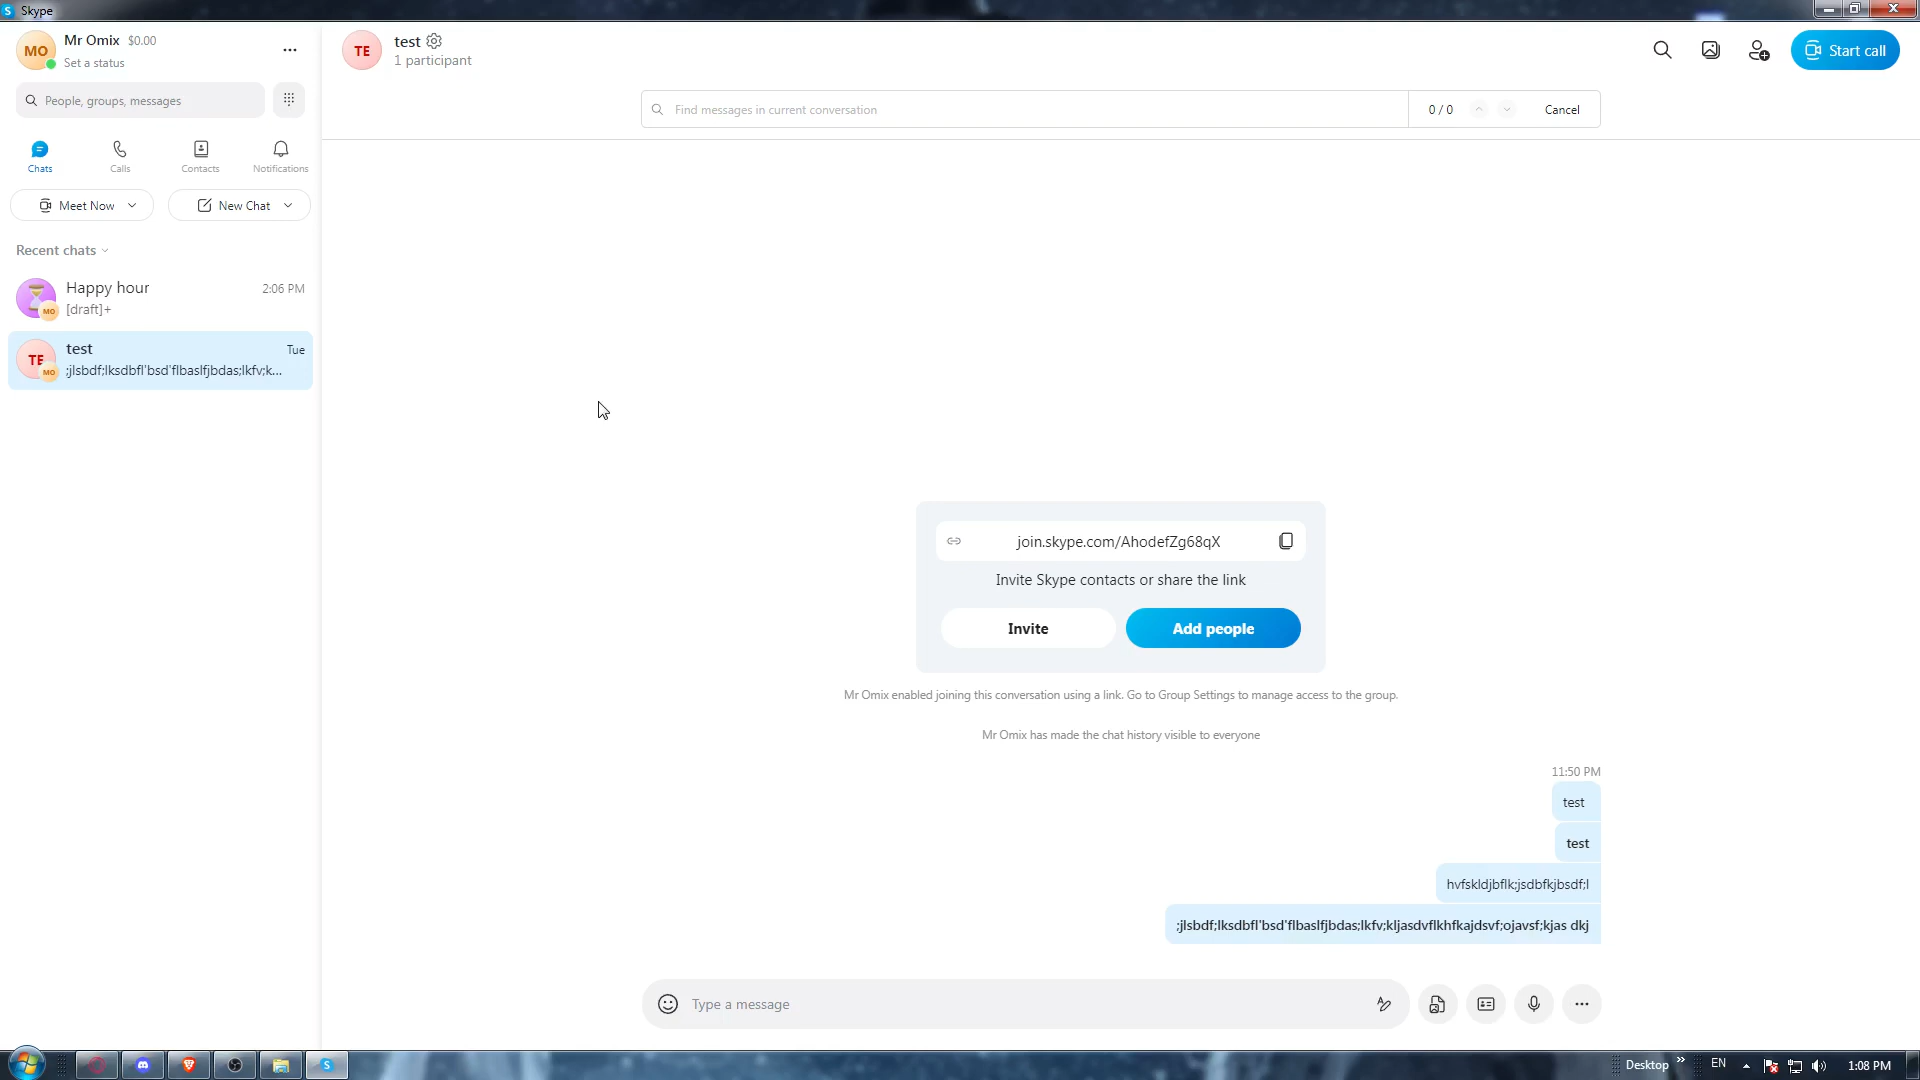 Skype
MO
Mr Omix $0.00
Set a status
People, groups, messages
Chats
Calls
Contacts
Notifications
Meet Now
New Chat
Recent chats
Happy hour
2:06 PM
MO
[draft]+
TE
test
Tue
MO
;jlsbdf;lksdbfl'bsd'flbaslfjbdas;lkfv;k...
TE
test
1 participant
Start call
Find messages in current conversation
0 / 0
Cancel
join.skype.com/AhodefZg68qX
Invite Skype contacts or share the link
Invite
Add people
Mr Omix enabled joining this conversation using a link. Go to Group Settings to manage access to the group.
Mr Omix has made the chat history visible to everyone
11:50 PM
test
test
hvfskldjbflk;jsdbfkjbsdf;l
;jlsbdf;lksdbfl'bsd'flbaslfjbdas;lkfv;kljasdvflkhfkajdsvf;ojavsf;kjas dkj
Type a message
Desktop
EN
1:08 PM